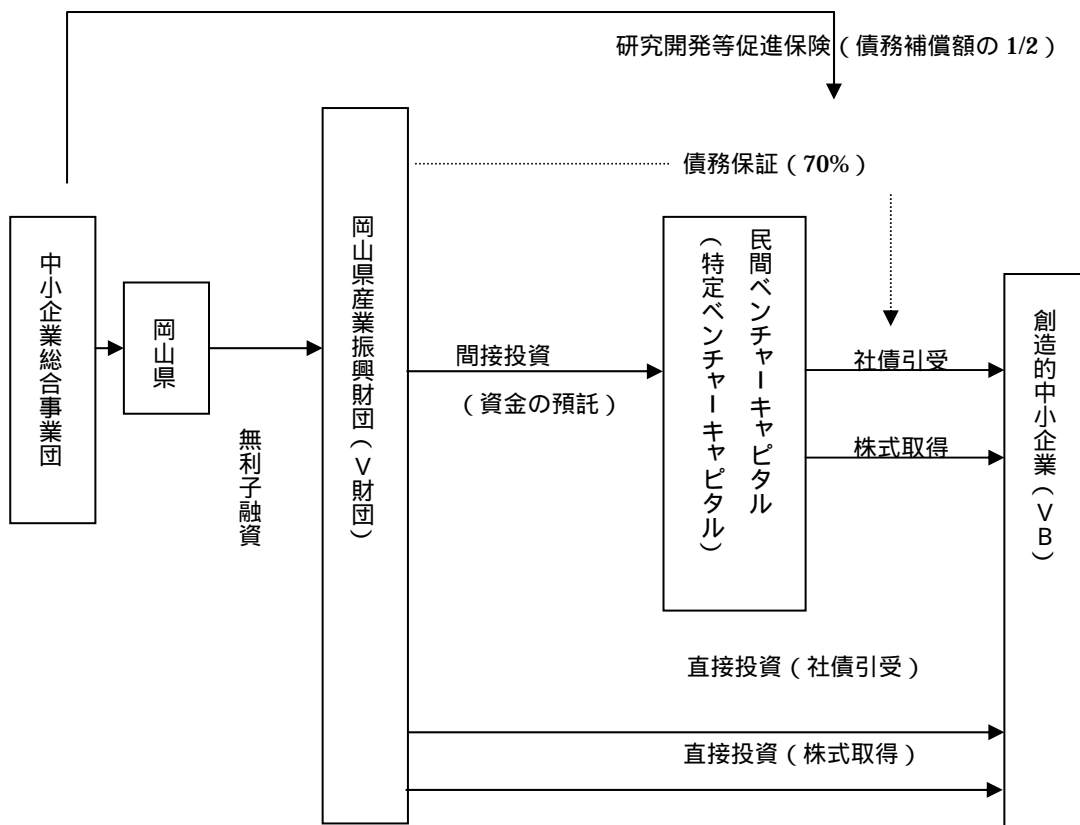 研究開発等促進保険（債務補償額の 1/2）
債務保証（70%）
中小企業総合事業団
岡山県
無利子融資
岡山県産業振興財団（Ｖ財団）
間接投資
（資金の預託）
民間ベンチャーキャピタル
（特定ベンチャーキャピタル）
社債引受
株式取得
創造的中小企業（ＶＢ）
直接投資（社債引受）
直接投資（株式取得）